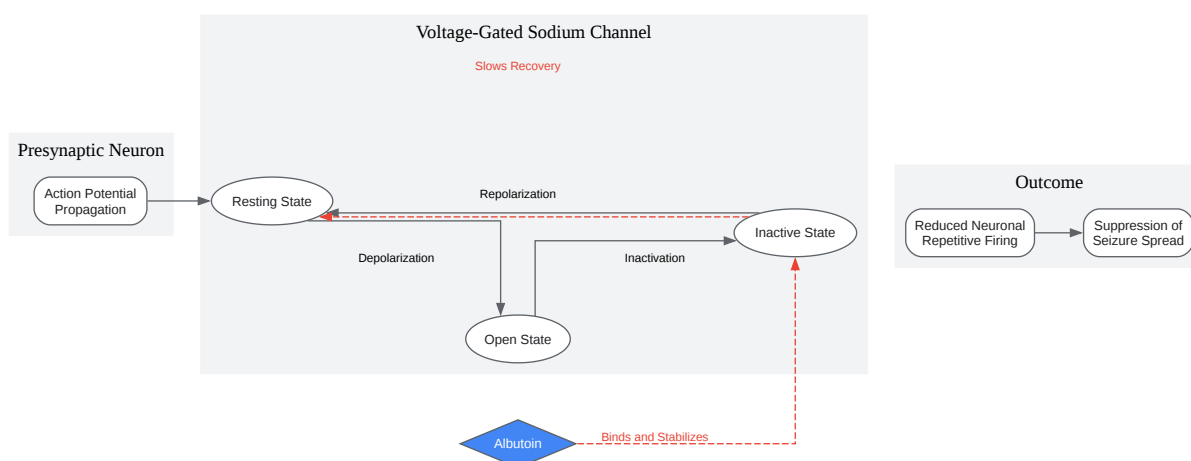 Voltage-Gated Sodium Channel
Slows Recovery
Presynaptic Neuron
Action Potential
Propagation
Resting State
Repolarization
Depolarization
Inactivation
Inactive State
Open State
Outcome
Reduced Neuronal
Repetitive Firing
Suppression of
Seizure Spread
Albutoin
Binds and Stabilizes